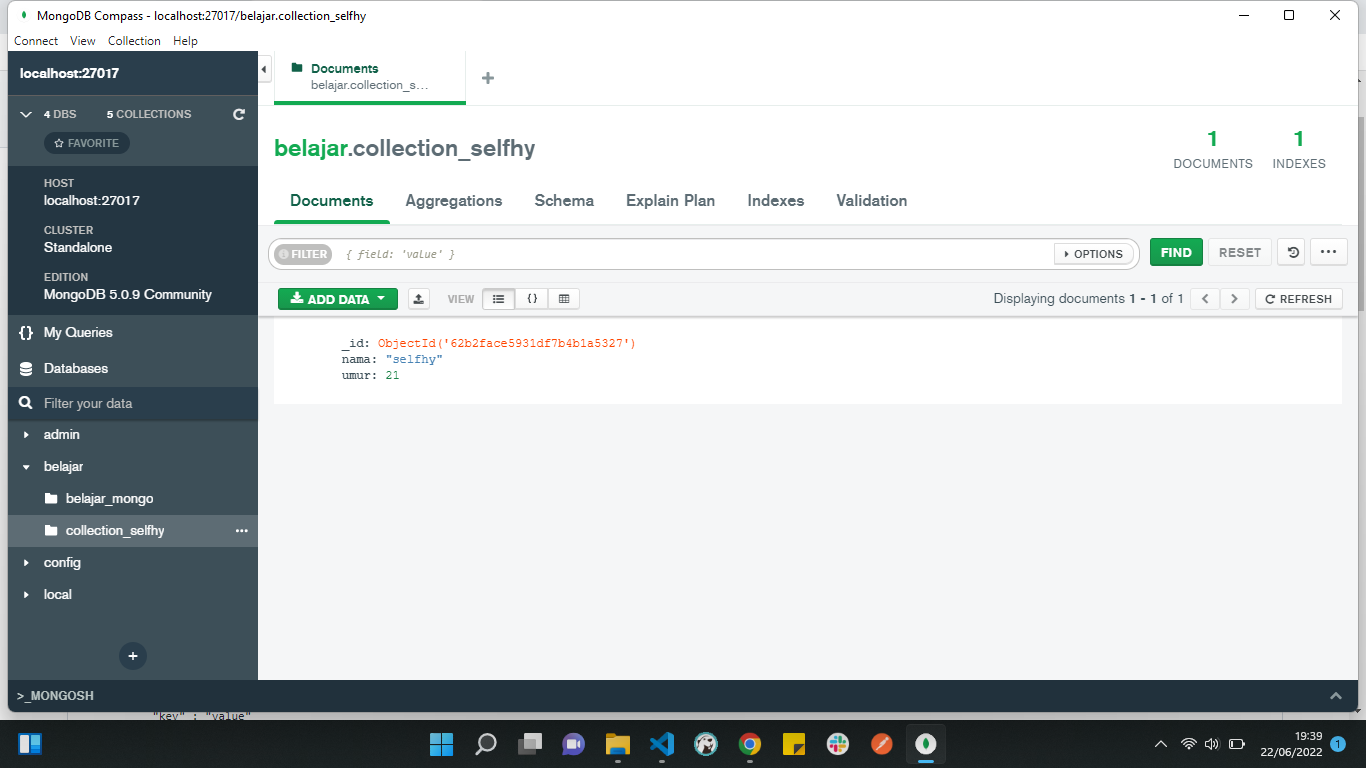 MongoDB Compass - localhost:27017/belajar.collection_selfhy
Connect View Collection Help
localhost:27017
4 DBS 5 COLLECTIONS
FAVORITE
HOST
localhost:27017
CLUSTER
Standalone
EDITION
MongoDB 5.0.9 Community
My Queries
Databases
Filter your data
admin
belajar
belajar_mongo
collection_selfhy
config
local
>_MONGOSH
Documents
belajar.collection_s...
belajar.collection_selfhy
1 DOCUMENTS
1 INDEXES
Documents Aggregations Schema Explain Plan Indexes Validation
FILTER { field: 'value' } OPTIONS FIND RESET
ADD DATA VIEW Displaying documents 1 - 1 of 1 REFRESH
_id: ObjectId('62b2face5931df7b4b1a5327')
nama: "selfhy"
umur: 21
"key" : "value"
19:39
22/06/2022
1